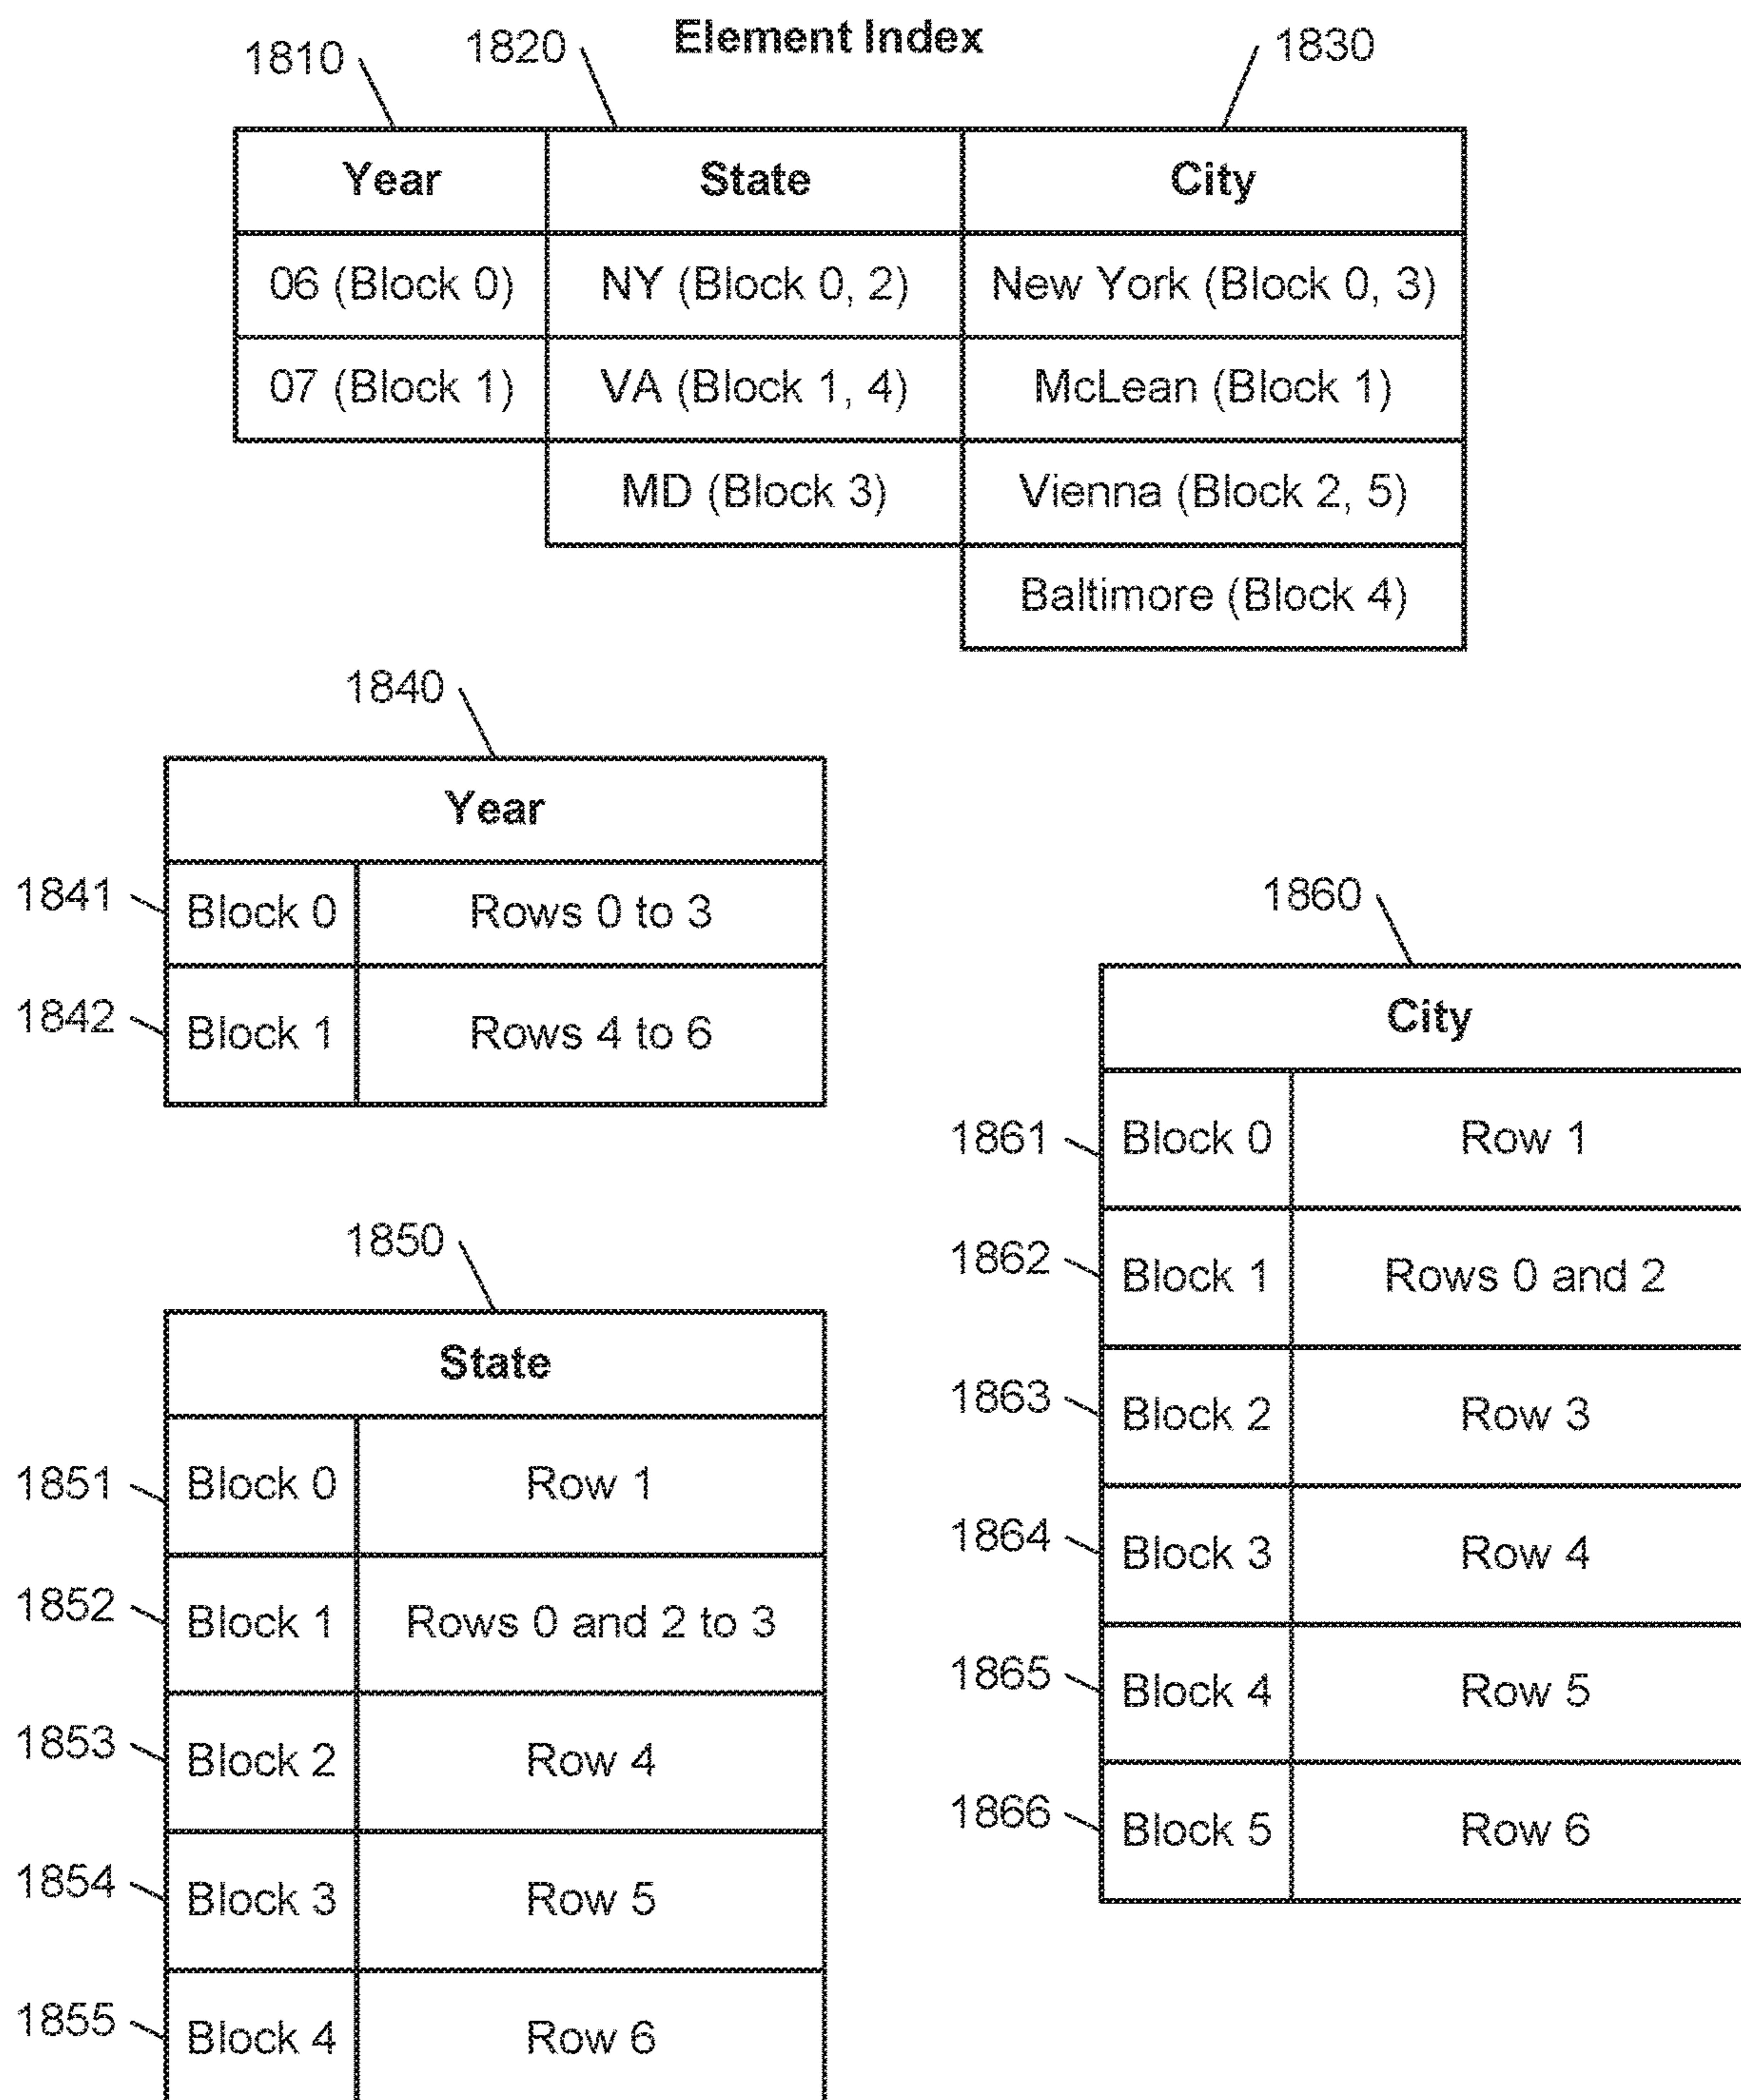 Element Index
1810
1820
1830
Year State City
06 (Block 0) NY (Block 0, 2) New York (Block 0, 3)
07 (Block 1) VA (Block 1, 4) McLean (Block 1)
MD (Block 3) Vienna (Block 2, 5)
Baltimore (Block 4)
1840
Year
1841 Block 0 Rows 0 to 3
1842 Block 1 Rows 4 to 6
1850
State
1851 Block 0 Row 1
1852 Block 1 Rows 0 and 2 to 3
1853 Block 2 Row 4
1854 Block 3 Row 5
1855 Block 4 Row 6
1860
City
1861 Block 0 Row 1
1862 Block 1 Rows 0 and 2
1863 Block 2 Row 3
1864 Block 3 Row 4
1865 Block 4 Row 5
1866 Block 5 Row 6